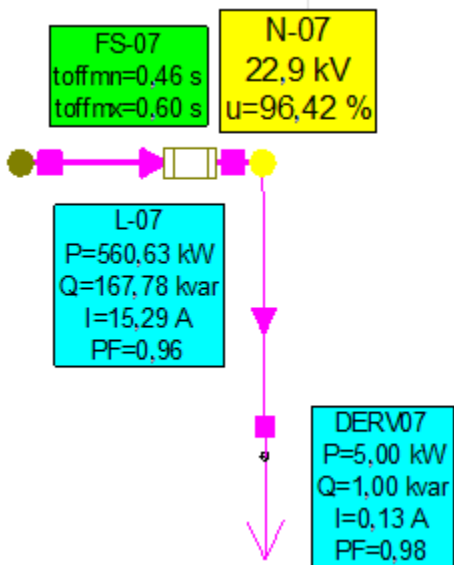 FS-07
toffmn=0,46 s
toffmx=0,60 s
N-07
22,9 kV
u=96,42 %
L-07
P=560,63 kW
Q=167,78 kvar
I=15,29 A
PF=0,96
DERV07
P=5,00 kW
Q=1,00 kvar
I=0,13 A
PF=0,98